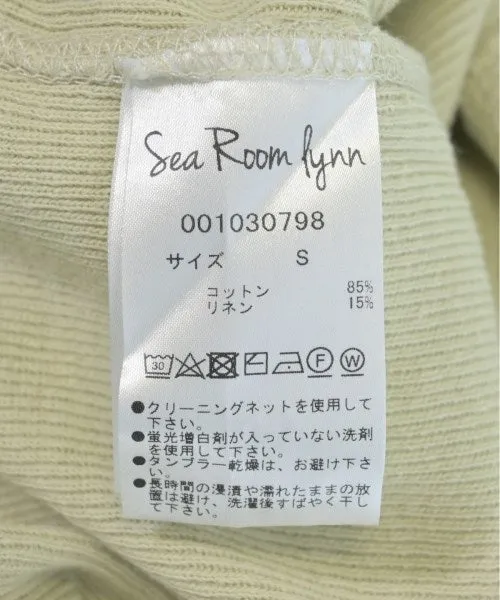 Sea Room lynn
001030798
サイズ S
コットン 85%
リネン 15%
30 F W
●クリーニングネットを使用して
下さい。
●蛍光増白剤が入っていない洗剤
を使用して下さい。
●タンブラー乾燥は、お避け下さ
い。
●長時間の浸漬や濡れたままの放
置は避け、洗濯後すばやく干し
て下さい。